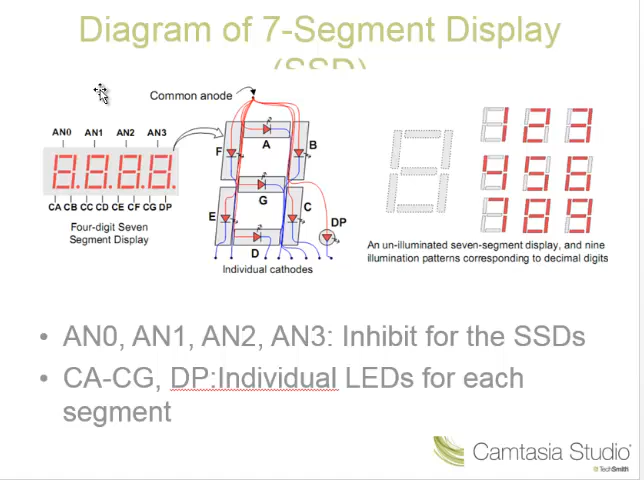 Diagram of 7-Segment Display
(SSD)
Common anode
AN0 AN1 AN2 AN3
CA CB CC CD CE CF CG DP
Four-digit Seven
Segment Display
A
F
B
G
E
C
D
DP
Individual cathodes
An un-illuminated seven-segment display, and nine
illumination patterns corresponding to decimal digits
• AN0, AN1, AN2, AN3: Inhibit for the SSDs
• CA-CG, DP:Individual LEDs for each
segment
Camtasia Studio
TechSmith